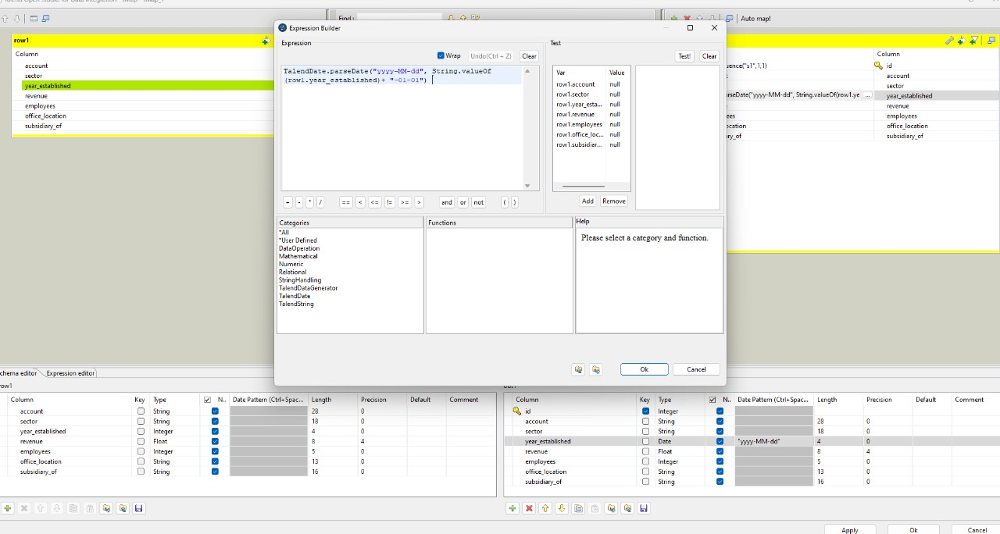 Talend Open Studio for Data Integration - tMap - tMap_1
Find :
Auto map!
row1
Column
account
sector
year_established
revenue
employees
office_location
subsidiary_of
Expression Builder
Expression
Wrap
Undo(Ctrl + Z)
Clear
TalendDate.parseDate("yyyy-MM-dd", String.valueOf
(row1.year_established)+ "-01-01")
+ - * / == < <= != >= > and or not ( )
Test
Test!
Clear
Var Value
row1.account null
row1.sector null
row1.year_esta... null
row1.revenue null
row1.employees null
row1.office_loc... null
row1.subsidiar... null
Add
Remove
Categories
*All
*User Defined
DataOperation
Mathematical
Numeric
Relational
StringHandling
TalendDataGenerator
TalendDate
TalendString
Functions
Help
Please select a category and function.
Ok
Cancel
Column
uence("s1",1,1) id
account
sector
arseDate("yyyy-MM-dd", String.valueOf(row1.ye ... year_established
revenue
ees employees
ocation office_location
ry_of subsidiary_of
chema editor
Expression editor
row1
Column Key Type N.. Date Pattern (Ctrl+Spac... Length Precision Default Comment
account String 28 0
sector String 18 0
year_established Integer 4 0
revenue Float 8 4
employees Integer 5 0
office_location String 13 0
subsidiary_of String 16 0
out1
Column Key Type N.. Date Pattern (Ctrl+Spac... Length Precision Default Comment
id Integer
account String 28 0
sector String 18 0
year_established Date "yyyy-MM-dd" 4 0
revenue Float 8 4
employees Integer 5 0
office_location String 13 0
subsidiary_of String 16 0
Apply
Ok
Cancel